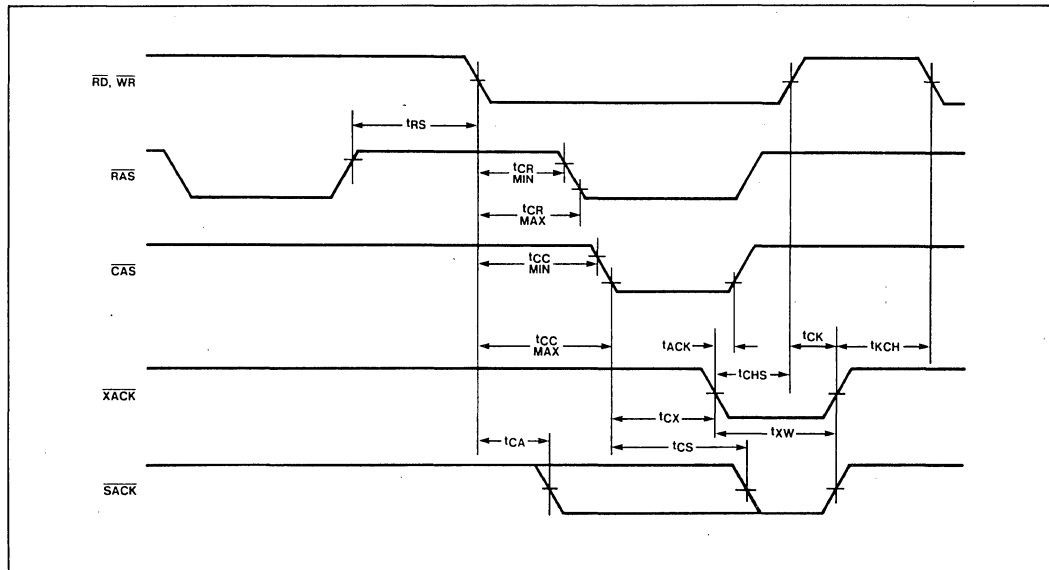 RD, WR
tRS
RAS
tCR
MIN
tCR
MAX
CAS
tCC
MIN
tCC
MAX
tACK
tCK
tKCH
tCHS
XACK
tCX
tXW
tCA
tCS
SACK